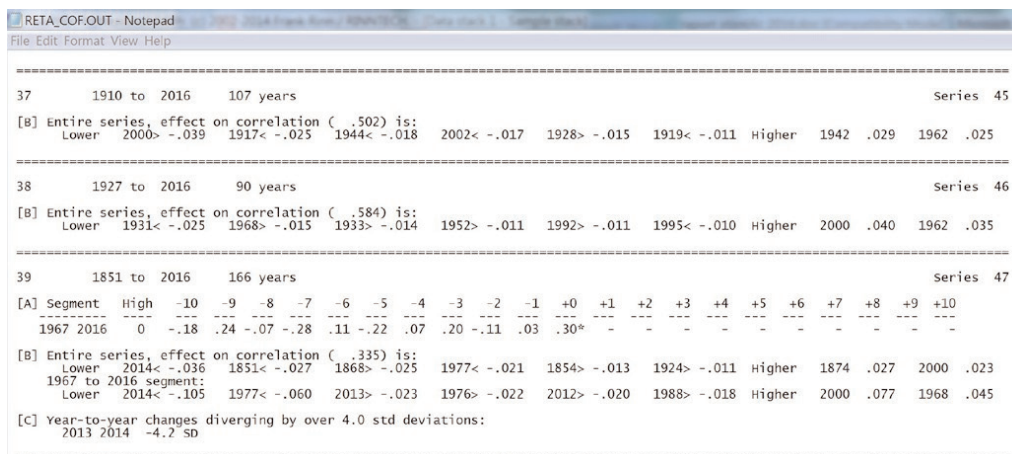 RETA_COF.OUT - Notepad
File Edit Format View Help
37 1910 to 2016 107 years Series 45
[B] Entire series, effect on correlation ( .502) is:
Lower 2000> -.039 1917< -.025 1944< -.018 2002< -.017 1928> -.015 1919< -.011 Higher 1942 .029 1962 .025
38 1927 to 2016 90 years Series 46
[B] Entire series, effect on correlation ( .584) is:
Lower 1931< -.025 1968> -.015 1933> -.014 1952> -.011 1992> -.011 1995< -.010 Higher 2000 .040 1962 .035
39 1851 to 2016 166 years Series 47
[A] Segment High -10 -9 -8 -7 -6 -5 -4 -3 -2 -1 +0 +1 +2 +3 +4 +5 +6 +7 +8 +9 +10
--------- ---- --- --- --- --- --- --- --- --- --- --- --- --- --- --- --- --- --- --- --- --- ---
1967 2016 0 -.18 .24 -.07 -.28 .11 -.22 .07 .20 -.11 .03 .30* - - - - - - - - - -
[B] Entire series, effect on correlation ( .335) is:
Lower 2014< -.036 1851< -.027 1868> -.025 1977< -.021 1854> -.013 1924> -.011 Higher 1874 .027 2000 .023
1967 to 2016 segment:
Lower 2014< -.105 1977< -.060 2013> -.023 1976> -.022 2012> -.020 1988> -.018 Higher 2000 .077 1968 .045
[C] Year-to-year changes diverging by over 4.0 std deviations:
2013 2014 -4.2 SD